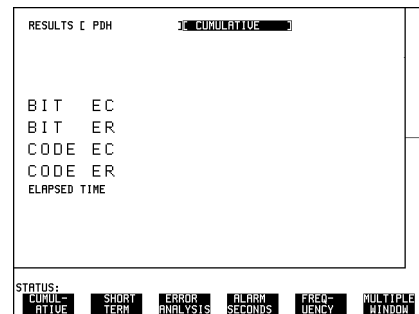 RESULTS [ PDH ][ CUMULATIVE ]
BIT EC
BIT ER
CODE EC
CODE ER
ELAPSED TIME
STATUS:
CUMUL- SHORT ERROR ALARM FREQ- MULTIPLE
ATIVE TERM ANALYSIS SECONDS UENCY WINDOW